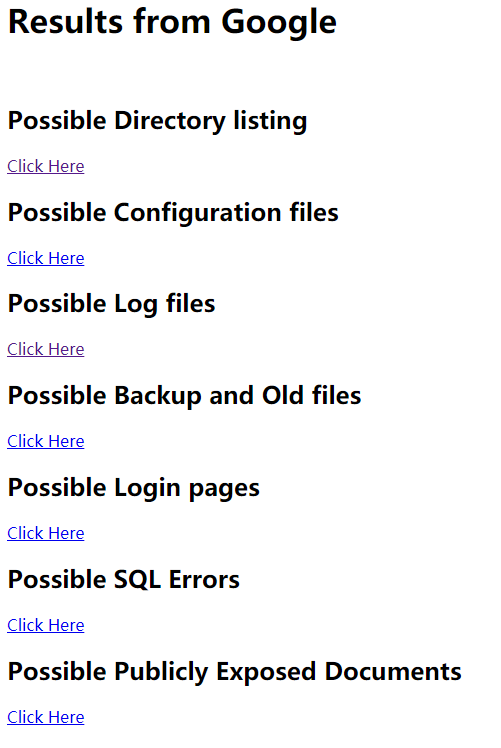 Results from Google
Possible Directory listing
Click Here
Possible Configuration files
Click Here
Possible Log files
Click Here
Possible Backup and Old files
Click Here
Possible Login pages
Click Here
Possible SQL Errors
Click Here
Possible Publicly Exposed Documents
Click Here